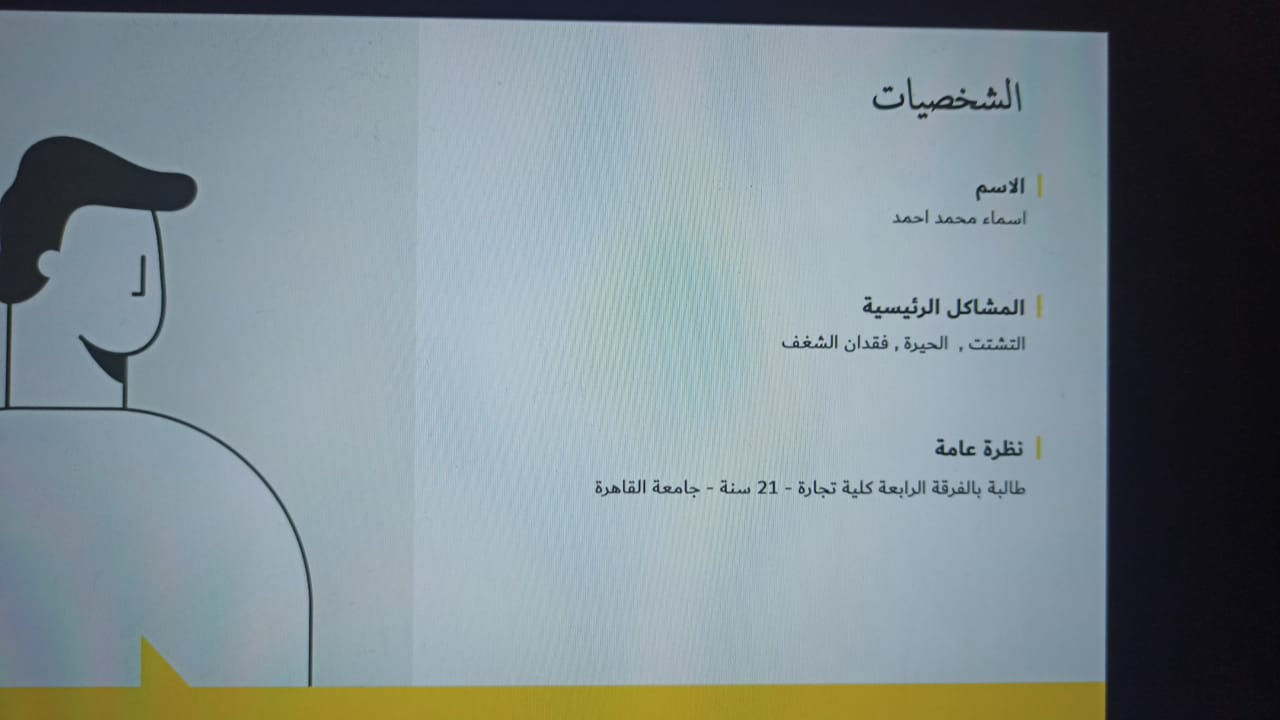 الشخصيات
الاسم
اسماء محمد احمد
المشاكل الرئيسية
التشتت , الحيرة , فقدان الشغف
نظرة عامة
طالبة بالفرقة الرابعة كلية تجارة - 21 سنة - جامعة القاهرة